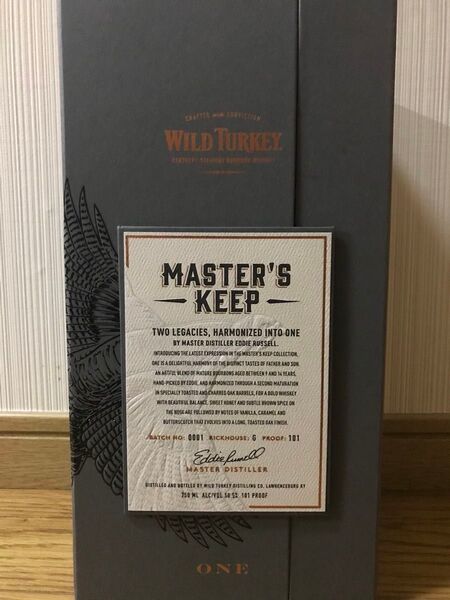 CRAFTED WITH CONVICTION
WILD TURKEY
KENTUCKY STRAIGHT BOURBON WHISKEY
MASTER'S
KEEP
TWO LEGACIES, HARMONIZED INTO ONE
BY MASTER DISTILLER EDDIE RUSSELL.
INTRODUCING THE LATEST EXPRESSION IN THE MASTER'S KEEP COLLECTION,
ONE IS A DELIGHTFUL HARMONY OF THE DISTINCT TASTES OF FATHER AND SON.
AN ARTFUL BLEND OF MATURE BOURBONS AGED BETWEEN 9 AND 14 YEARS,
HAND-PICKED BY EDDIE, AND HARMONIZED THROUGH A SECOND MATURATION
IN SPECIALLY TOASTED AND CHARRED OAK BARRELS, FOR A BOLD WHISKEY
WITH BEAUTIFUL BALANCE. SWEET HONEY AND SUBTLE BROWN SPICE ON
THE NOSE ARE FOLLOWED BY NOTES OF VANILLA, CARAMEL AND
BUTTERSCOTCH THAT EVOLVES INTO A LONG, TOASTED OAK FINISH.
BATCH NO: 0001 RICKHOUSE: G PROOF: 101
Eddie Russell
MASTER DISTILLER
DISTILLED AND BOTTLED BY WILD TURKEY DISTILLING CO, LAWRENCEBURG KY
750 ML ALC/VOL 50.5% 101 PROOF
ONE